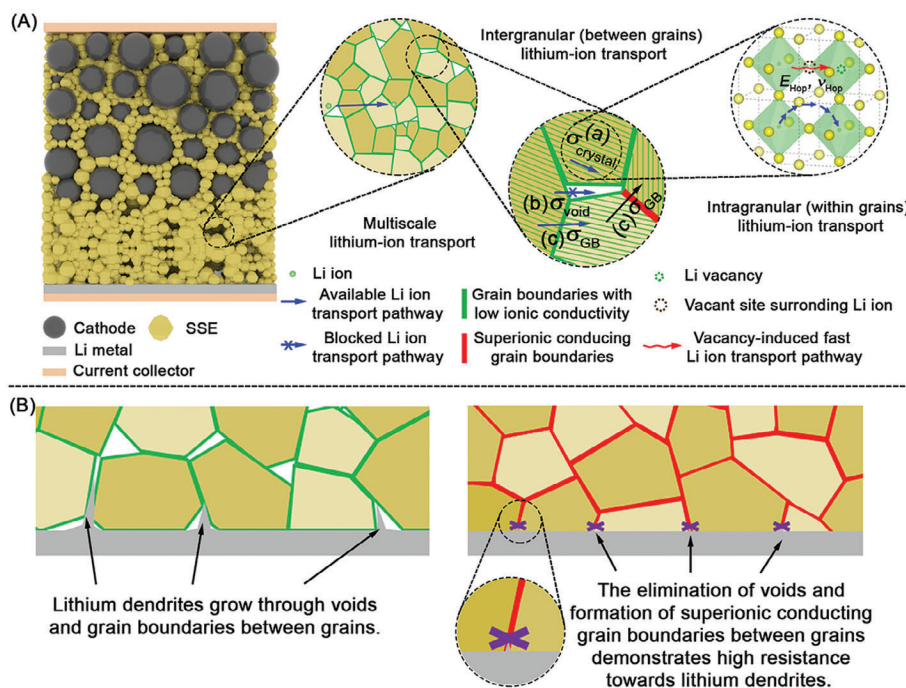 (A)
Intergranular (between grains)
lithium-ion transport
E_Hop, ν_Hop
σ_crystal (a)
(b) σ_void
(c) σ_GB
(c) σ_GB
Multiscale
lithium-ion transport
Intragranular (within grains)
lithium-ion transport
Li ion
Available Li ion
transport pathway
Blocked Li ion
transport pathway
Grain boundaries with
low ionic conductivity
Superionic conducting
grain boundaries
Li vacancy
Vacant site surronding Li ion
Vacancy-induced fast
Li ion transport pathway
Cathode
SSE
Li metal
Current collector
(B)
Lithium dendrites grow through voids
and grain boundaries between grains.
The elimination of voids and
formation of superionic conducting
grain boundaries between grains
demonstrates high resistance
towards lithium dendrites.